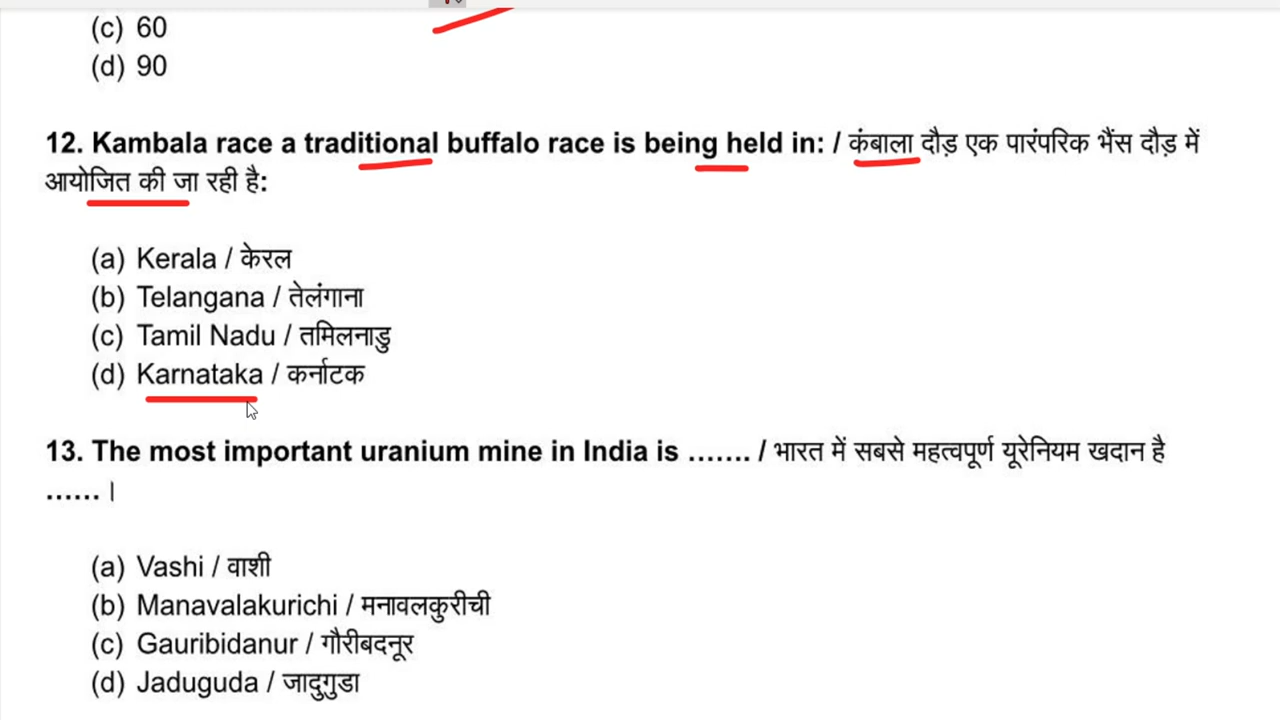 (c) 60
(d) 90
12. Kambala race a traditional buffalo race is being held in: / कंबाला दौड़ एक पारंपरिक भैंस दौड़ में
आयोजित की जा रही है:
(a) Kerala / केरल
(b) Telangana / तेलंगाना
(c) Tamil Nadu / तमिलनाडु
(d) Karnataka / कर्नाटक
13. The most important uranium mine in India is ....... / भारत में सबसे महत्वपूर्ण यूरेनियम खदान है
...... |
(a) Vashi / वाशी
(b) Manavalakurichi / मनावलकुरीची
(c) Gauribidanur / गौरीबदनूर
(d) Jaduguda / जादुगुडा